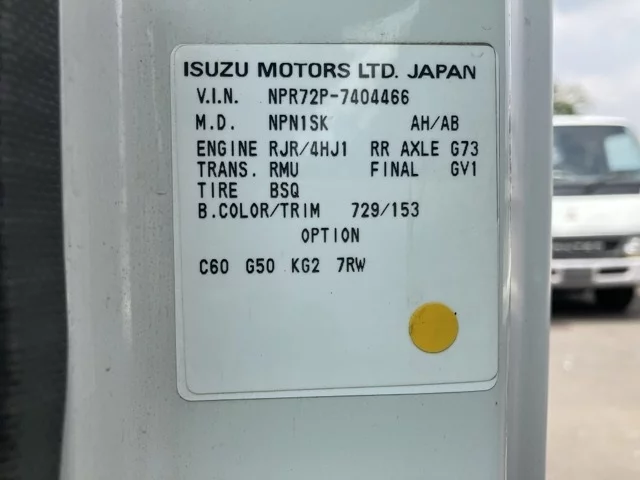 ISUZU MOTORS LTD. JAPAN
V.I.N. NPR72P-7404466
M.D. NPN1SK AH/AB
ENGINE RJR/4HJ1 RR AXLE G73
TRANS. RMU FINAL GV1
TIRE BSQ
B.COLOR/TRIM 729/153
OPTION
C60 G50 KG2 7RW